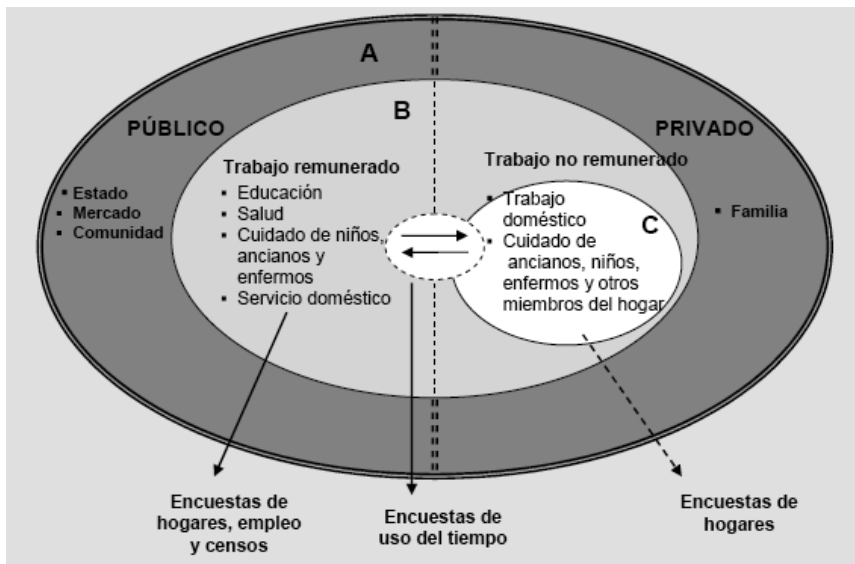 A
B
PÚBLICO
PRIVADO
Trabajo remunerado
▪ Educación
▪ Salud
▪ Cuidado de niños,
ancianos y
enfermos
▪ Servicio doméstico
▪ Estado
▪ Mercado
▪ Comunidad
Trabajo no remunerado
▪ Trabajo
doméstico
▪ Cuidado de
ancianos, niños,
enfermos y otros
miembros del hogar
C
▪ Familia
Encuestas de
hogares, empleo
y censos
Encuestas de
uso del tiempo
Encuestas de
hogares